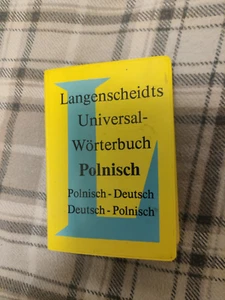 Langenscheidts
Universal-
Wörterbuch
Polnisch
Polnisch - Deutsch
Deutsch - Polnisch